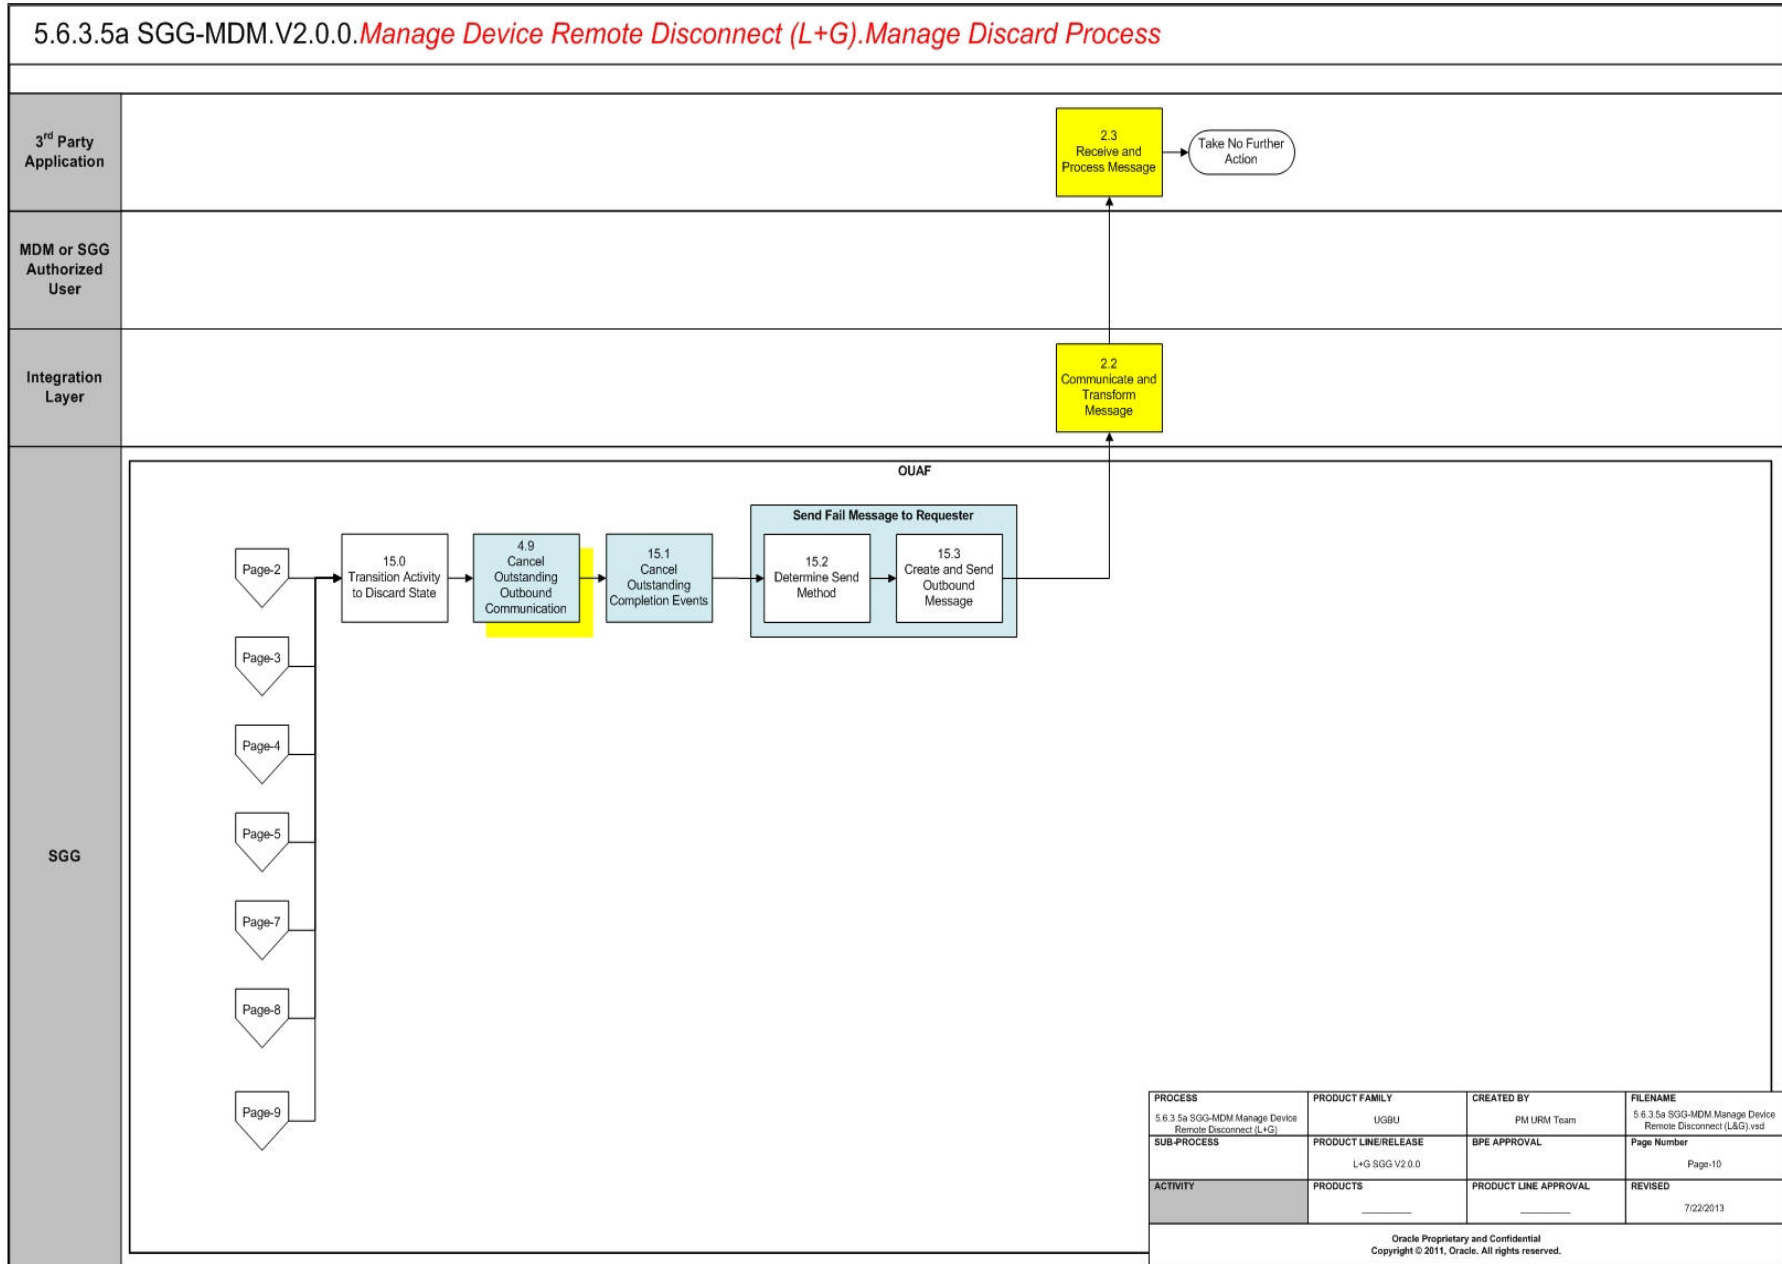 5.6.3.5a SGG-MDM.V2.0.0.Manage Device Remote Disconnect (L+G).Manage Discard Process
3rd Party
Application
2.3
Receive and
Process Message
Take No Further
Action
MDM or SGG
Authorized
User
Integration
Layer
2.2
Communicate and
Transform
Message
SGG
OUAF
Send Fail Message to Requester
Page-2
15.0
Transition Activity
to Discard State
4.9
Cancel
Outstanding
Outbound
Communication
15.1
Cancel
Outstanding
Completion Events
15.2
Determine Send
Method
15.3
Create and Send
Outbound
Message
Page-3
Page-4
Page-5
Page-7
Page-8
Page-9
PROCESS
5.6.3.5a SGG-MDM.Manage Device
Remote Disconnect (L+G)
PRODUCT FAMILY
UGBU
CREATED BY
PM URM Team
FILENAME
5.6.3.5a SGG-MDM.Manage Device
Remote Disconnect (L&G).vsd
SUB-PROCESS
PRODUCT LINE/RELEASE
L+G SGG V2.0.0
BPE APPROVAL
Page Number
Page-10
ACTIVITY
PRODUCTS
PRODUCT LINE APPROVAL
REVISED
7/22/2013
Oracle Proprietary and Confidential
Copyright © 2011, Oracle. All rights reserved.